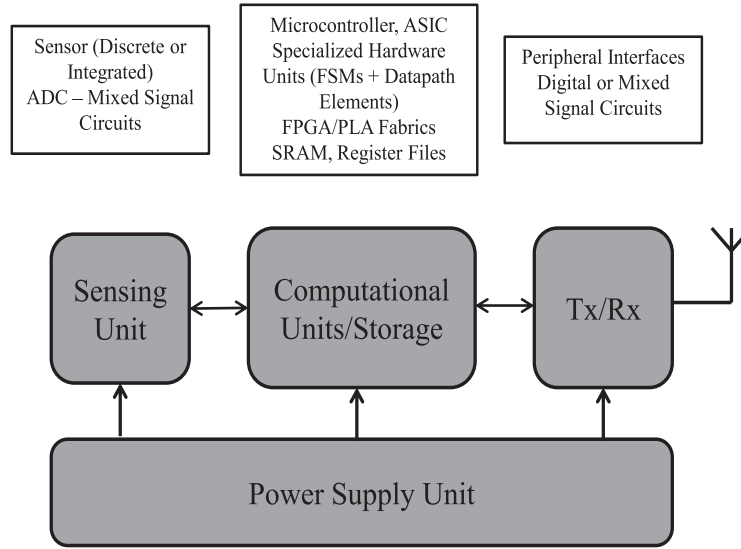 Sensor (Discrete or
Integrated)
ADC – Mixed Signal
Circuits
Microcontroller, ASIC
Specialized Hardware
Units (FSMs + Datapath
Elements)
FPGA/PLA Fabrics
SRAM, Register Files
Peripheral Interfaces
Digital or Mixed
Signal Circuits
Sensing
Unit
Computational
Units/Storage
Tx/Rx
Power Supply Unit